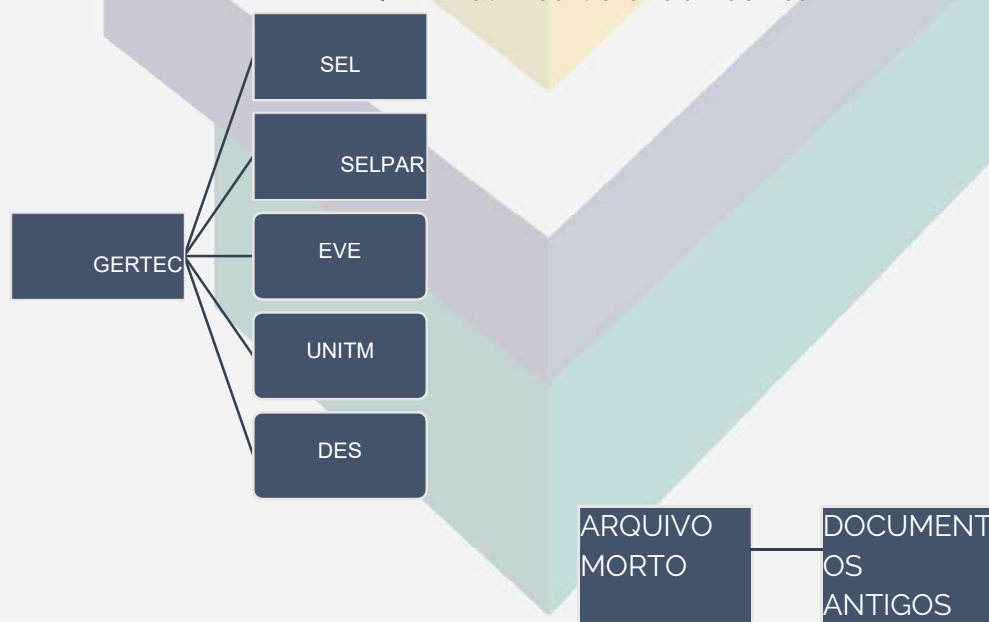 SEL
SELPAR
GERTEC
EVE
UNITM
DES
ARQUIVO
MORTO
DOCUMENT
OS
ANTIGOS